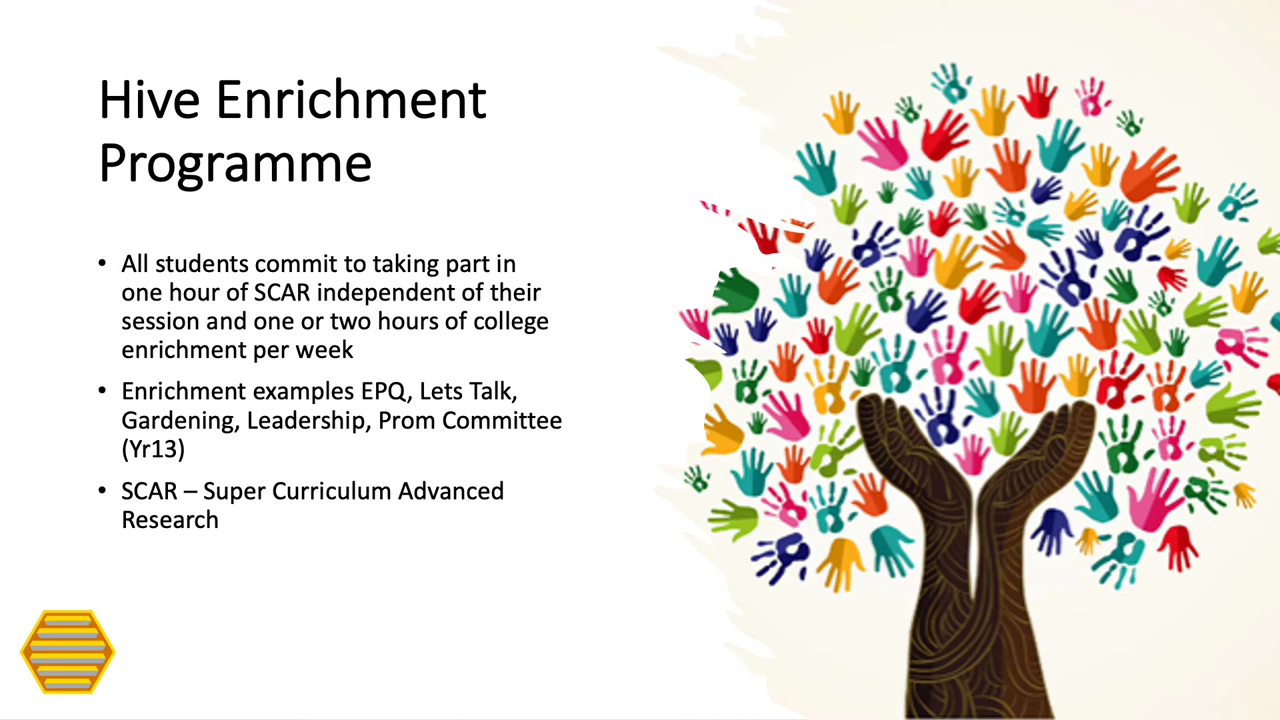 Hive Enrichment
Programme
• All students commit to taking part in
one hour of SCAR independent of their
session and one or two hours of college
enrichment per week
• Enrichment examples EPQ, Lets Talk,
Gardening, Leadership, Prom Committee
(Yr13)
• SCAR – Super Curriculum Advanced
Research